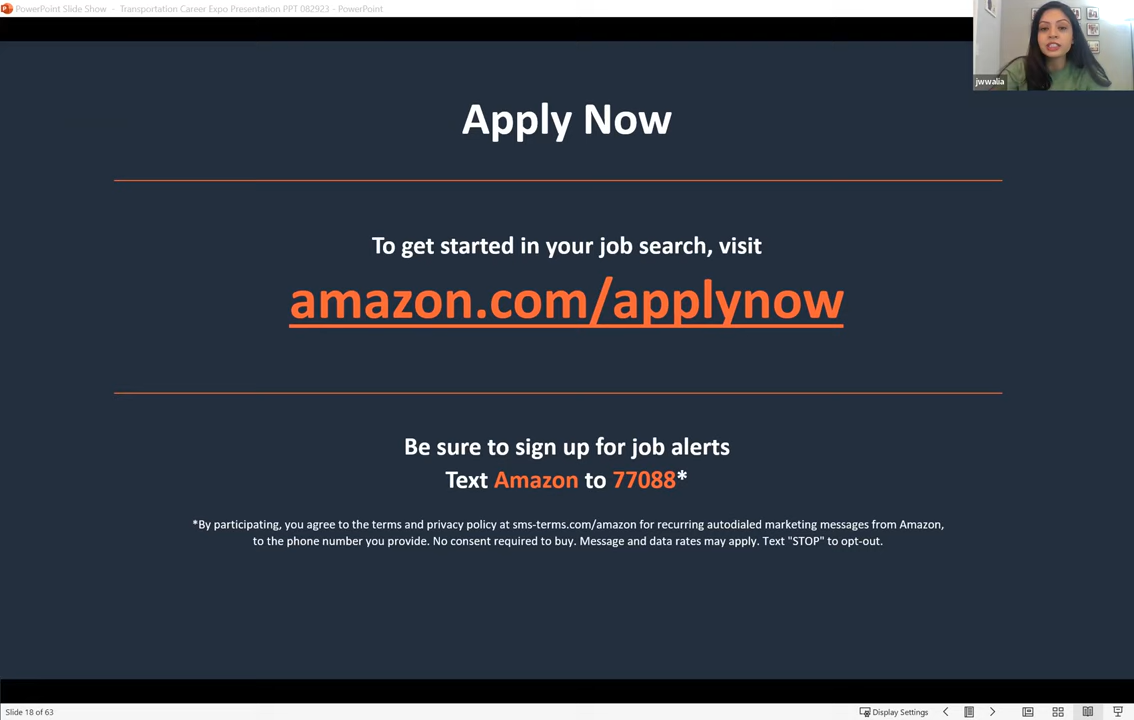 PowerPoint Slide Show - Transportation Career Expo Presentation PPT 082923 - PowerPoint
jwwalia
Apply Now
To get started in your job search, visit
amazon.com/applynow
Be sure to sign up for job alerts
Text Amazon to 77088*
*By participating, you agree to the terms and privacy policy at sms-terms.com/amazon for recurring autodialed marketing messages from Amazon,
to the phone number you provide. No consent required to buy. Message and data rates may apply. Text "STOP" to opt-out.
Slide 18 of 63
Display Settings